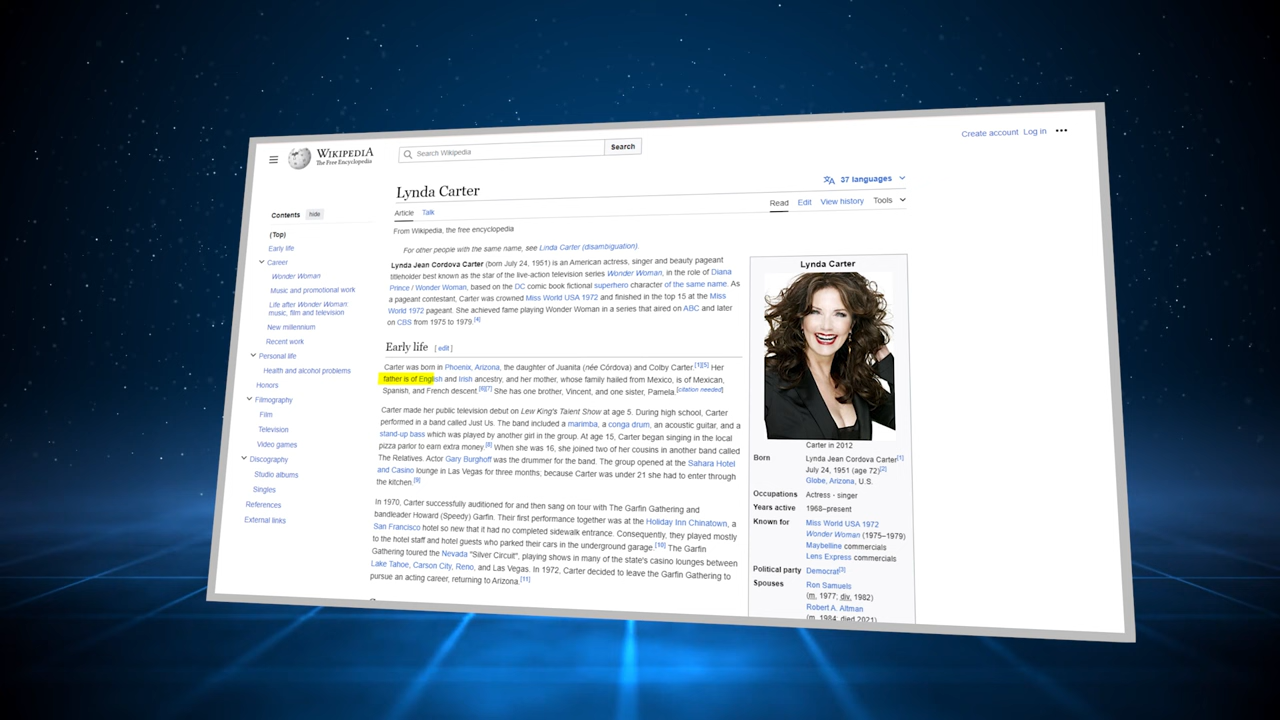 WIKIPEDIA
The Free Encyclopedia
Search Wikipedia
Search
Create account Log in •••
37 languages
Lynda Carter
Article Talk
Read Edit View history Tools
From Wikipedia, the free encyclopedia
Contents hide
(Top)
Early life
Career
Wonder Woman
Music and promotional work
Life after Wonder Woman:
music, film and television
New millennium
Recent work
Personal life
Health and alcohol problems
Honors
Filmography
Film
Television
Video games
Discography
Studio albums
Singles
References
External links
For other people with the same name, see Linda Carter (disambiguation).
Lynda Jean Cordova Carter (born July 24, 1951) is an American actress, singer and beauty pageant
titleholder best known as the star of the live-action television series Wonder Woman, in the role of Diana
Prince / Wonder Woman, based on the DC comic book fictional superhero character of the same name. As
a pageant contestant, Carter was crowned Miss World USA 1972 and finished in the top 15 at the Miss
World 1972 pageant. She achieved fame playing Wonder Woman in a series that aired on ABC and later
on CBS from 1975 to 1979.[4]
Early life [ edit ]
Carter was born in Phoenix, Arizona, the daughter of Juanita (née Córdova) and Colby Carter.[1][5] Her
father is of English and Irish ancestry, and her mother, whose family hailed from Mexico, is of Mexican,
Spanish, and French descent.[6][7] She has one brother, Vincent, and one sister, Pamela.[citation needed]
Carter made her public television debut on Lew King's Talent Show at age 5. During high school, Carter
performed in a band called Just Us. The band included a marimba, a conga drum, an acoustic guitar, and a
stand-up bass which was played by another girl in the group. At age 15, Carter began singing in the local
pizza parlor to earn extra money.[8] When she was 16, she joined two of her cousins in another band called
The Relatives. Actor Gary Burghoff was the drummer for the band. The group opened at the Sahara Hotel
and Casino lounge in Las Vegas for three months; because Carter was under 21 she had to enter through
the kitchen.[9]
In 1970, Carter successfully auditioned for and then sang on tour with The Garfin Gathering and
bandleader Howard (Speedy) Garfin. Their first performance together was at the Holiday Inn Chinatown, a
San Francisco hotel so new that it had no completed sidewalk entrance. Consequently, they played mostly
to the hotel staff and hotel guests who parked their cars in the underground garage.[10] The Garfin
Gathering toured the Nevada "Silver Circuit", playing shows in many of the state's casino lounges between
Lake Tahoe, Carson City, Reno, and Las Vegas. In 1972, Carter decided to leave the Garfin Gathering to
pursue an acting career, returning to Arizona.[11]
Lynda Carter
Carter in 2012
Born Lynda Jean Cordova Carter[1]
July 24, 1951 (age 72)[2]
Globe, Arizona, U.S.
Occupations Actress · singer
Years active 1968–present
Known for Miss World USA 1972
Wonder Woman (1975–1979)
Maybelline commercials
Lens Express commercials
Political party Democrat[3]
Spouses Ron Samuels
(m. 1977; div. 1982)
Robert A. Altman
(m. 1984; died 2021)